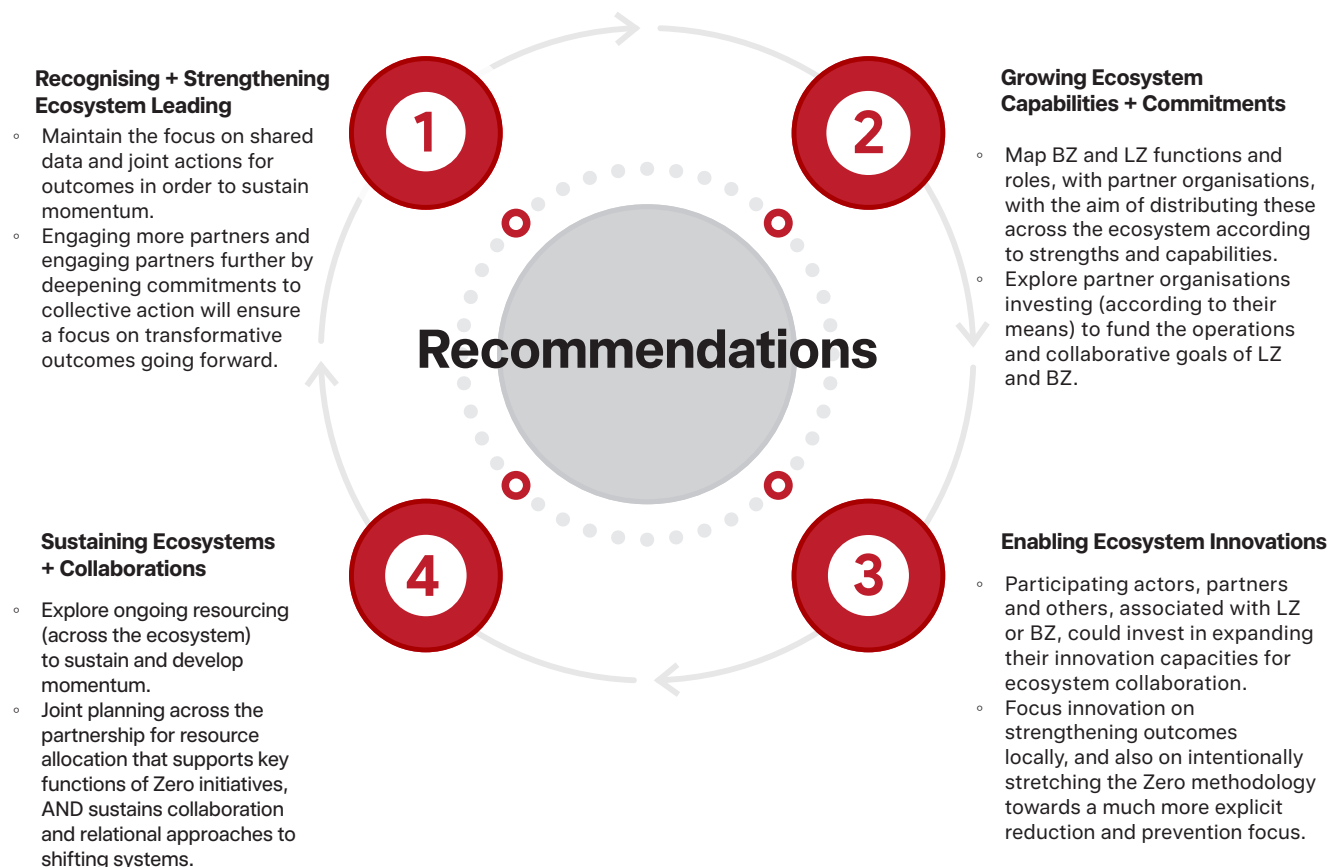 Recognising + Strengthening
Ecosystem Leading
◦ Maintain the focus on shared
data and joint actions for
outcomes in order to sustain
momentum.
◦ Engaging more partners and
engaging partners further by
deepening commitments to
collective action will ensure
a focus on transformative
outcomes going forward.
1
2
Growing Ecosystem
Capabilities + Commitments
◦ Map BZ and LZ functions and
roles, with partner organisations,
with the aim of distributing these
across the ecosystem according
to strengths and capabilities.
◦ Explore partner organisations
investing (according to their
means) to fund the operations
and collaborative goals of LZ
and BZ.
Recommendations
Sustaining Ecosystems
+ Collaborations
◦ Explore ongoing resourcing
(across the ecosystem)
to sustain and develop
momentum.
◦ Joint planning across the
partnership for resource
allocation that supports key
functions of Zero initiatives,
AND sustains collaboration
and relational approaches to
shifting systems.
4
3
Enabling Ecosystem Innovations
◦ Participating actors, partners
and others, associated with LZ
or BZ, could invest in expanding
their innovation capacities for
ecosystem collaboration.
◦ Focus innovation on
strengthening outcomes
locally, and also on intentionally
stretching the Zero methodology
towards a much more explicit
reduction and prevention focus.